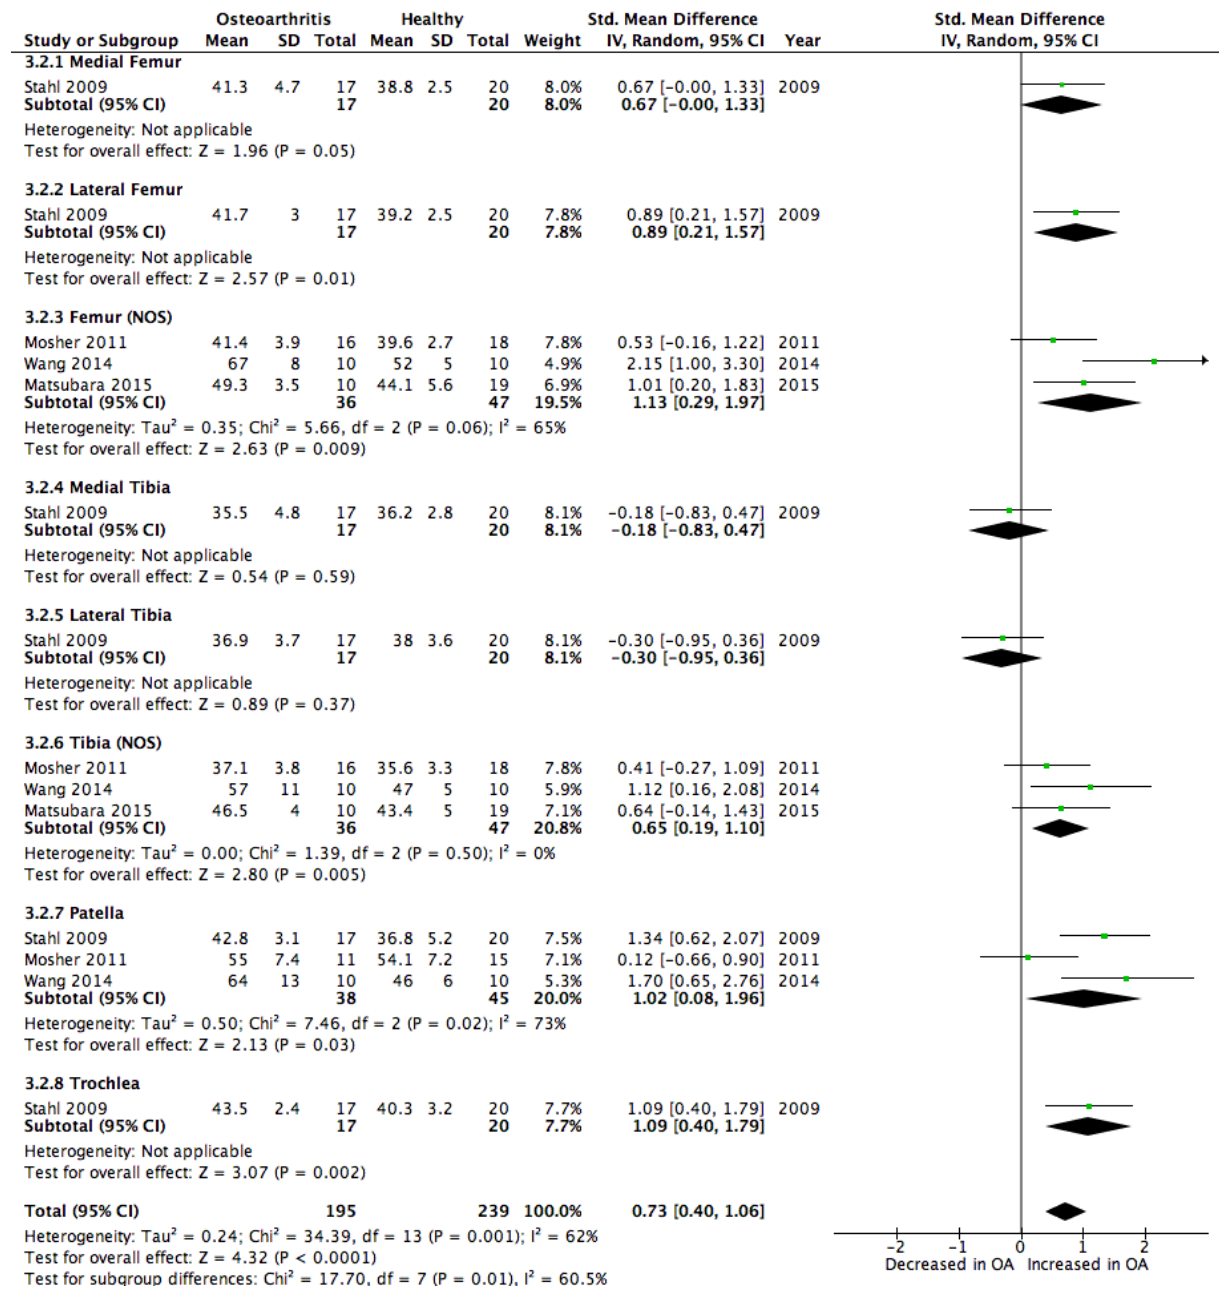 Osteoarthritis Healthy Std. Mean Difference Std. Mean Difference
Study or Subgroup Mean SD Total Mean SD Total Weight IV, Random, 95% CI Year IV, Random, 95% CI
3.2.1 Medial Femur
Stahl 2009 41.3 4.7 17 38.8 2.5 20 8.0% 0.67 [-0.00, 1.33] 2009
Subtotal (95% CI) 17 20 8.0% 0.67 [-0.00, 1.33]
Heterogeneity: Not applicable
Test for overall effect: Z = 1.96 (P = 0.05)
3.2.2 Lateral Femur
Stahl 2009 41.7 3 17 39.2 2.5 20 7.8% 0.89 [0.21, 1.57] 2009
Subtotal (95% CI) 17 20 7.8% 0.89 [0.21, 1.57]
Heterogeneity: Not applicable
Test for overall effect: Z = 2.57 (P = 0.01)
3.2.3 Femur (NOS)
Mosher 2011 41.4 3.9 16 39.6 2.7 18 7.8% 0.53 [-0.16, 1.22] 2011
Wang 2014 67 8 10 52 5 10 4.9% 2.15 [1.00, 3.30] 2014
Matsubara 2015 49.3 3.5 10 44.1 5.6 19 6.9% 1.01 [0.20, 1.83] 2015
Subtotal (95% CI) 36 47 19.5% 1.13 [0.29, 1.97]
Heterogeneity: Tau² = 0.35; Chi² = 5.66, df = 2 (P = 0.06); I² = 65%
Test for overall effect: Z = 2.63 (P = 0.009)
3.2.4 Medial Tibia
Stahl 2009 35.5 4.8 17 36.2 2.8 20 8.1% -0.18 [-0.83, 0.47] 2009
Subtotal (95% CI) 17 20 8.1% -0.18 [-0.83, 0.47]
Heterogeneity: Not applicable
Test for overall effect: Z = 0.54 (P = 0.59)
3.2.5 Lateral Tibia
Stahl 2009 36.9 3.7 17 38 3.6 20 8.1% -0.30 [-0.95, 0.36] 2009
Subtotal (95% CI) 17 20 8.1% -0.30 [-0.95, 0.36]
Heterogeneity: Not applicable
Test for overall effect: Z = 0.89 (P = 0.37)
3.2.6 Tibia (NOS)
Mosher 2011 37.1 3.8 16 35.6 3.3 18 7.8% 0.41 [-0.27, 1.09] 2011
Wang 2014 57 11 10 47 5 10 5.9% 1.12 [0.16, 2.08] 2014
Matsubara 2015 46.5 4 10 43.4 5 19 7.1% 0.64 [-0.14, 1.43] 2015
Subtotal (95% CI) 36 47 20.8% 0.65 [0.19, 1.10]
Heterogeneity: Tau² = 0.00; Chi² = 1.39, df = 2 (P = 0.50); I² = 0%
Test for overall effect: Z = 2.80 (P = 0.005)
3.2.7 Patella
Stahl 2009 42.8 3.1 17 36.8 5.2 20 7.5% 1.34 [0.62, 2.07] 2009
Mosher 2011 55 7.4 11 54.1 7.2 15 7.1% 0.12 [-0.66, 0.90] 2011
Wang 2014 64 13 10 46 6 10 5.3% 1.70 [0.65, 2.76] 2014
Subtotal (95% CI) 38 45 20.0% 1.02 [0.08, 1.96]
Heterogeneity: Tau² = 0.50; Chi² = 7.46, df = 2 (P = 0.02); I² = 73%
Test for overall effect: Z = 2.13 (P = 0.03)
3.2.8 Trochlea
Stahl 2009 43.5 2.4 17 40.3 3.2 20 7.7% 1.09 [0.40, 1.79] 2009
Subtotal (95% CI) 17 20 7.7% 1.09 [0.40, 1.79]
Heterogeneity: Not applicable
Test for overall effect: Z = 3.07 (P = 0.002)
Total (95% CI) 195 239 100.0% 0.73 [0.40, 1.06]
Heterogeneity: Tau² = 0.24; Chi² = 34.39, df = 13 (P = 0.001); I² = 62%
Test for overall effect: Z = 4.32 (P < 0.0001)
Test for subgroup differences: Chi² = 17.70, df = 7 (P = 0.01), I² = 60.5%
-2 -1 0 1 2
Decreased in OA Increased in OA